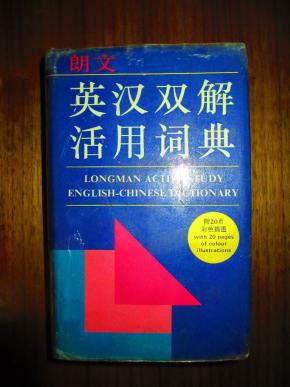 朗文
英汉双解
活用词典
LONGMAN ACTIVE STUDY
ENGLISH-CHINESE DICTIONARY
附20页
彩色插图
with 20 pages
of colour
illustrations